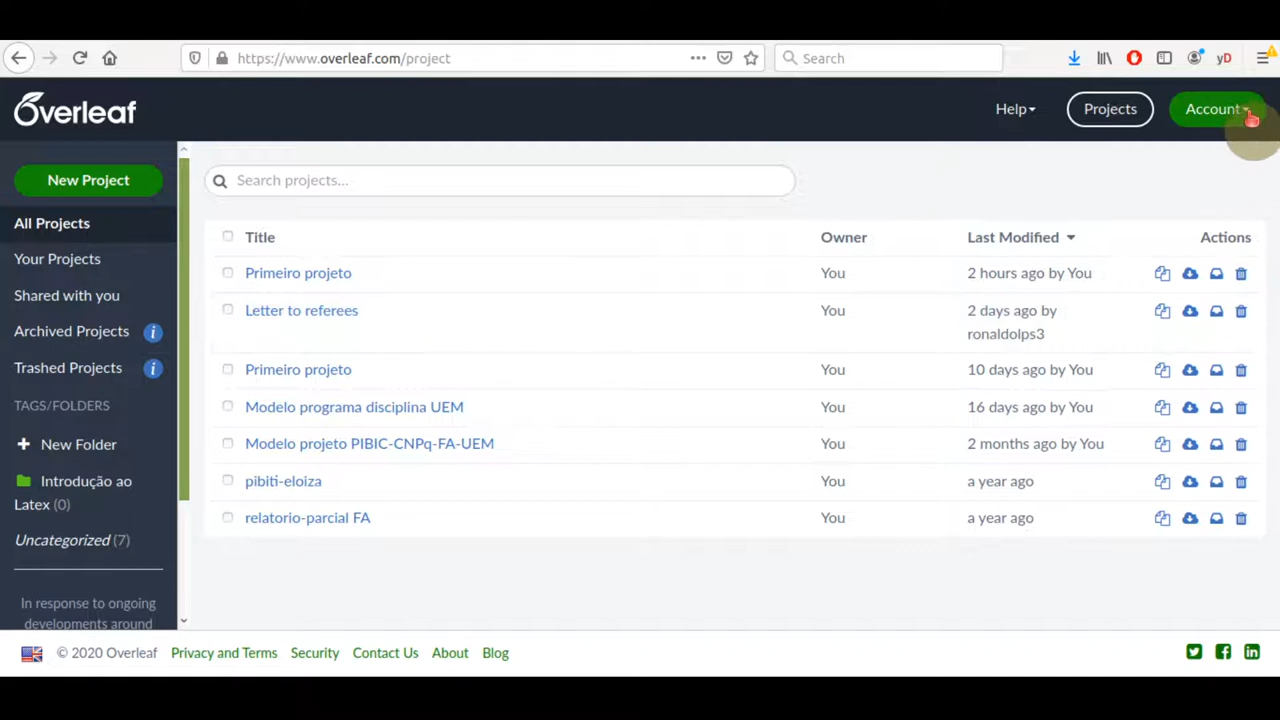 https://www.overleaf.com/project
Search
yD
Overleaf
Help
Projects
Account
New Project
Search projects...
All Projects
Your Projects
Shared with you
Archived Projects i
Trashed Projects i
TAGS/FOLDERS
New Folder
Introdução ao
Latex (0)
Uncategorized (7)
In response to ongoing
developments around
Title Owner Last Modified Actions
Primeiro projeto You 2 hours ago by You
Letter to referees You 2 days ago by
ronaldolps3
Primeiro projeto You 10 days ago by You
Modelo programa disciplina UEM You 16 days ago by You
Modelo projeto PIBIC-CNPq-FA-UEM You 2 months ago by You
pibiti-eloiza You a year ago
relatorio-parcial FA You a year ago
© 2020 Overleaf Privacy and Terms Security Contact Us About Blog